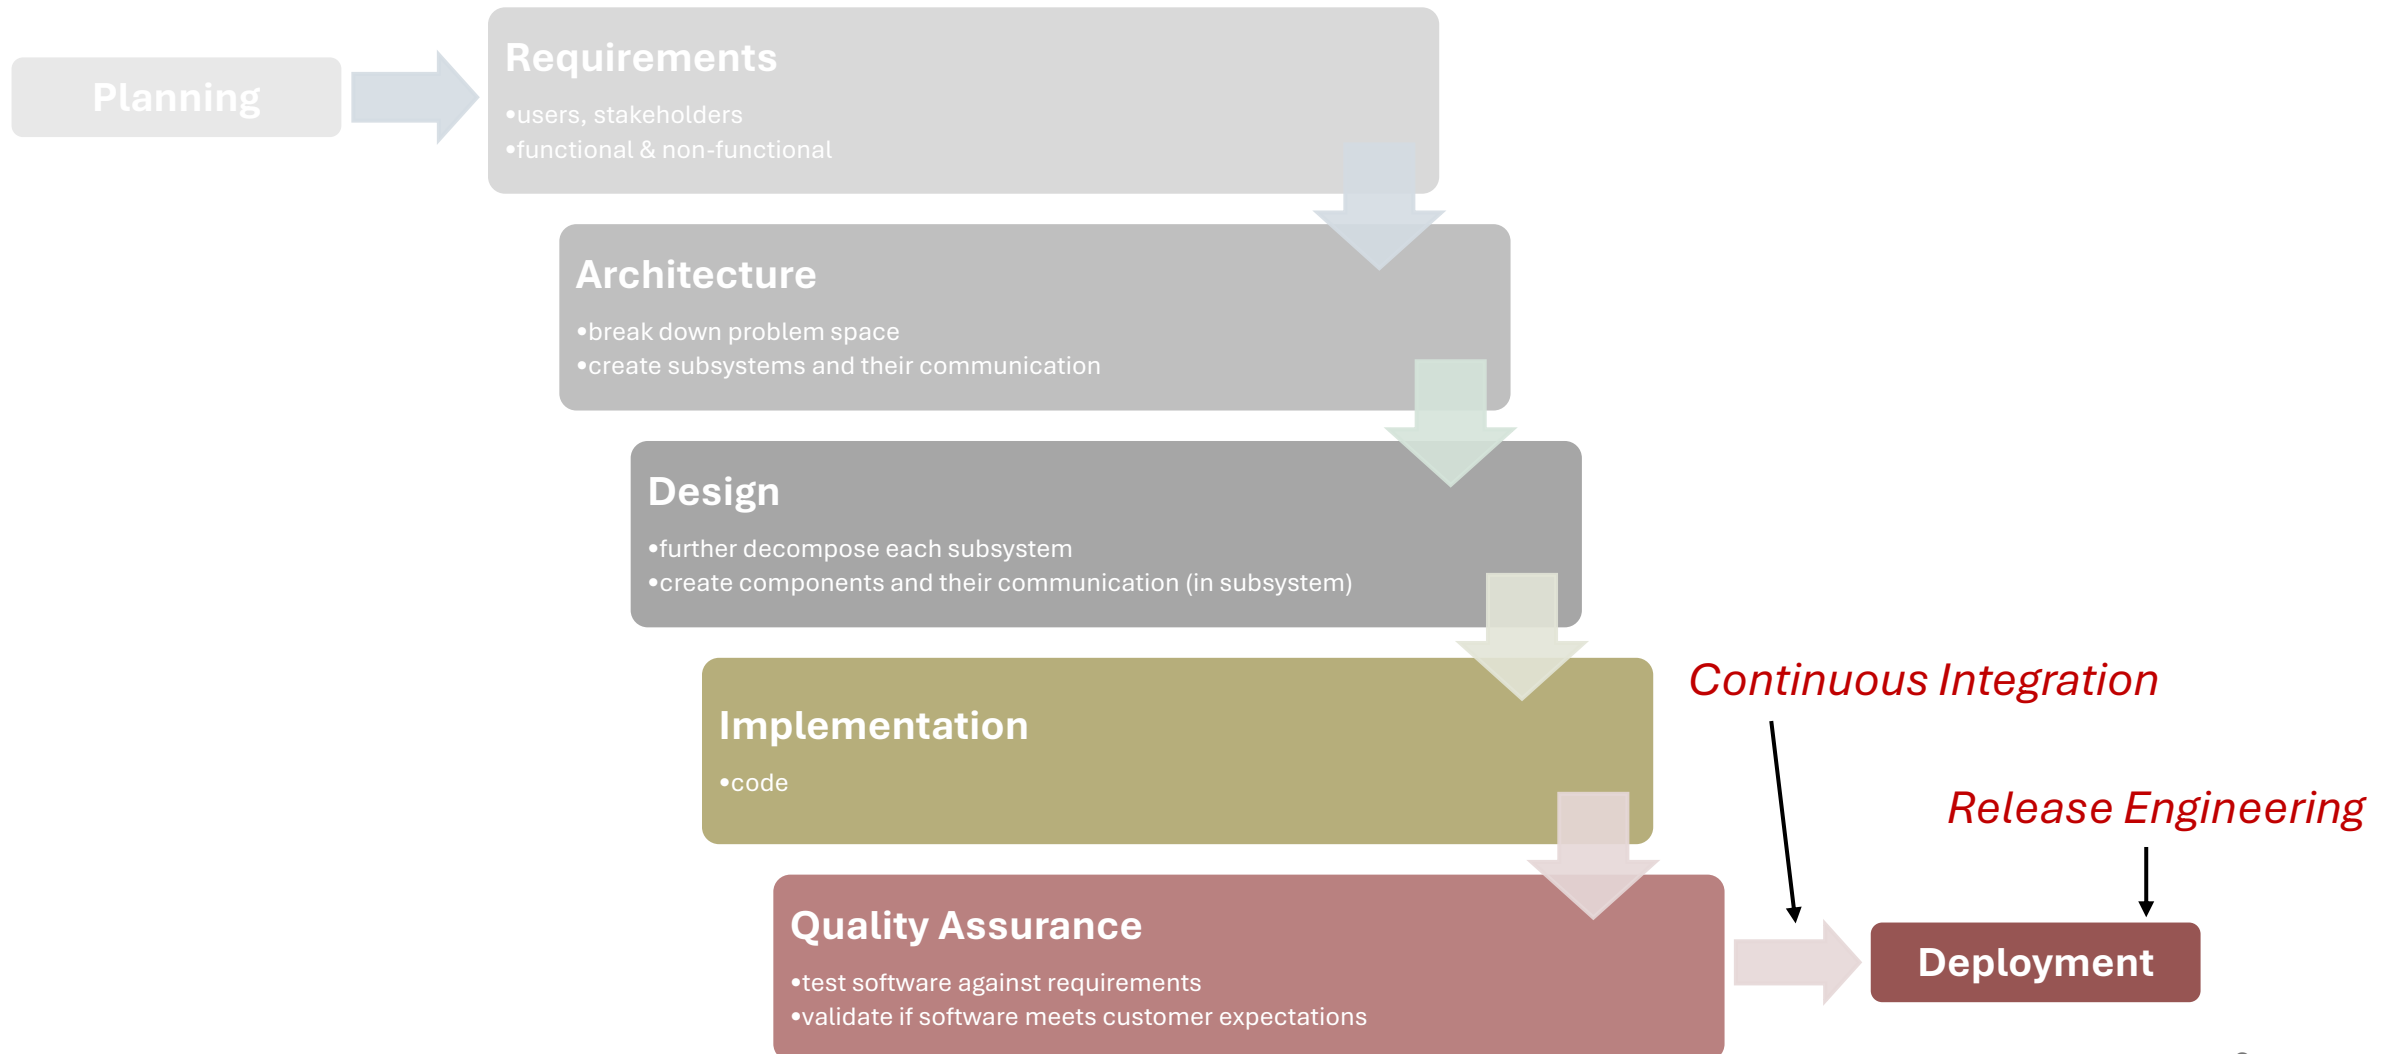 Planning
Requirements
•users, stakeholders
•functional & non-functional
Architecture
•break down problem space
•create subsystems and their communication
Design
•further decompose each subsystem
•create components and their communication (in subsystem)
Implementation
•code
Continuous Integration
Release Engineering
Quality Assurance
•test software against requirements
•validate if software meets customer expectations
Deployment